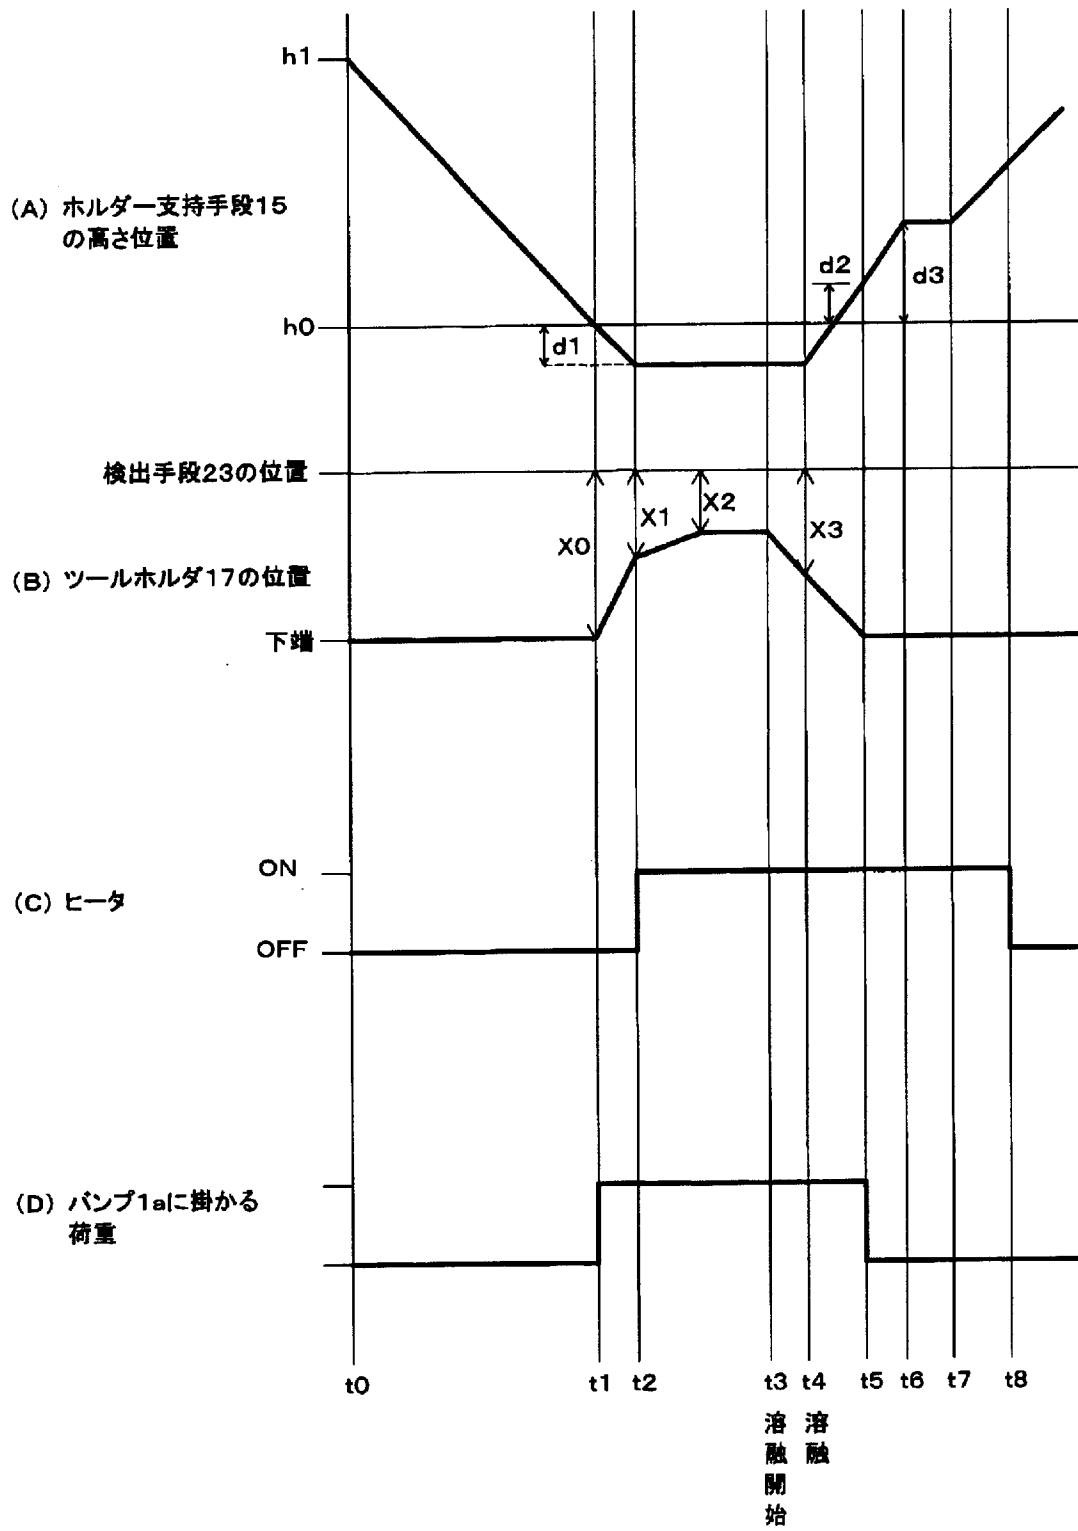 h1
(A) ホルダー支持手段15
の高さ位置
d2
d3
h0
d1
検出手段23の位置
X0
X1
X2
X3
(B) ツールホルダ17の位置
下端
ON
(C) ヒータ
OFF
(D) バンプ1aに掛かる
荷重
t0
t1
t2
t3
t4
t5
t6
t7
t8
溶融開始
溶融